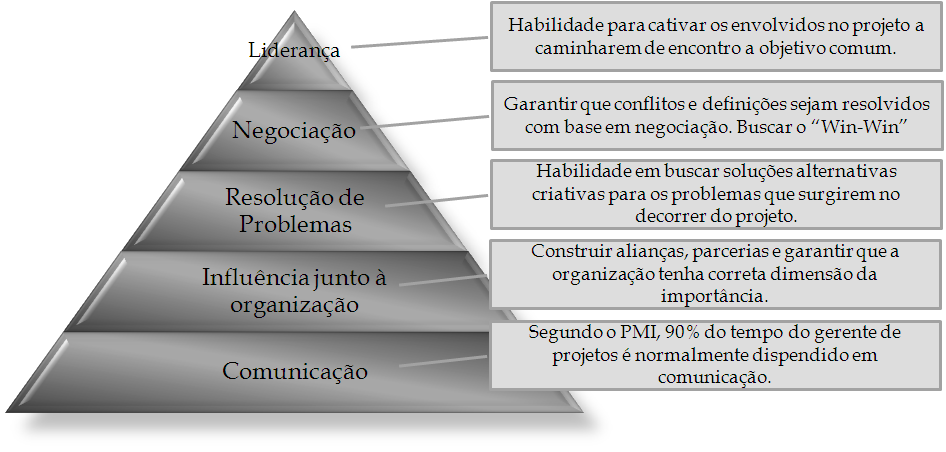 Liderança
Habilidade para cativar os envolvidos no projeto a
caminharem de encontro a objetivo comum.
Negociação
Garantir que conflitos e definições sejam resolvidos
com base em negociação. Buscar o “Win-Win”
Resolução de
Problemas
Habilidade em buscar soluções alternativas
criativas para os problemas que surgirem no
decorrer do projeto.
Influência junto à
organização
Construir alianças, parcerias e garantir que a
organização tenha correta dimensão da
importância.
Comunicação
Segundo o PMI, 90% do tempo do gerente de
projetos é normalmente dispendido em
comunicação.